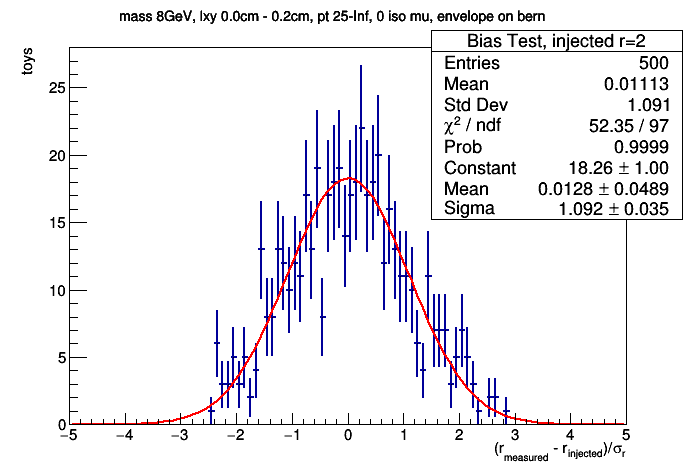 mass 8GeV, lxy 0.0cm - 0.2cm, pt 25-Inf, 0 iso mu, envelope on bern
toys
Bias Test, injected r=2
Entries 500
Mean 0.01113
Std Dev 1.091
χ² / ndf 52.35 / 97
Prob 0.9999
Constant 18.26 ± 1.00
Mean 0.0128 ± 0.0489
Sigma 1.092 ± 0.035
25
20
15
10
5
0
−5 −4 −3 −2 −1 0 1 2 3 4 5
(r_measured - r_injected)/σ_r